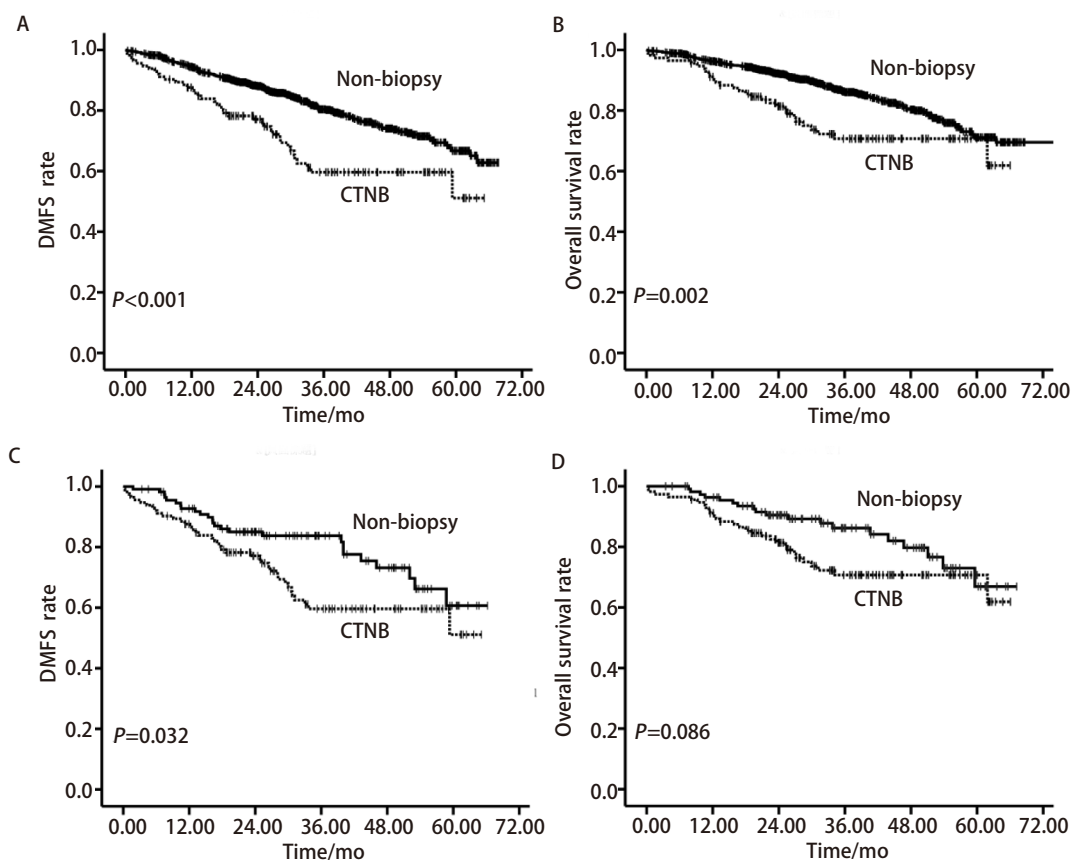 A
1.0
0.8
0.6
0.4
0.2
0.0
DMFS rate
Non-biopsy
CTNB
P<0.001
0.00 12.00 24.00 36.00 48.00 60.00 72.00
Time/mo
B
1.0
0.8
0.6
0.4
0.2
0.0
Overall survival rate
Non-biopsy
CTNB
P=0.002
0.00 12.00 24.00 36.00 48.00 60.00 72.00
Time/mo
C
1.0
0.8
0.6
0.4
0.2
0.0
DMFS rate
Non-biopsy
CTNB
P=0.032
0.00 12.00 24.00 36.00 48.00 60.00 72.00
Time/mo
D
1.0
0.8
0.6
0.4
0.2
0.0
Overall survival rate
Non-biopsy
CTNB
P=0.086
0.00 12.00 24.00 36.00 48.00 60.00 72.00
Time/mo